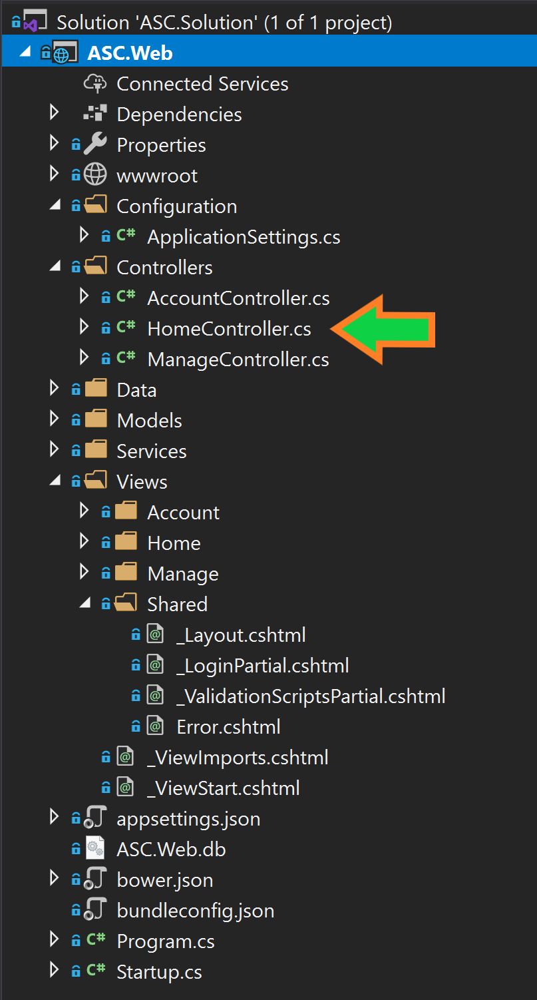 Solution 'ASC.Solution' (1 of 1 project)
ASC.Web
Connected Services
Dependencies
Properties
wwwroot
Configuration
C# ApplicationSettings.cs
Controllers
C# AccountController.cs
C# HomeController.cs
C# ManageController.cs
Data
Models
Services
Views
Account
Home
Manage
Shared
_Layout.cshtml
_LoginPartial.cshtml
_ValidationScriptsPartial.cshtml
Error.cshtml
_ViewImports.cshtml
_ViewStart.cshtml
appsettings.json
ASC.Web.db
bower.json
bundleconfig.json
C# Program.cs
C# Startup.cs